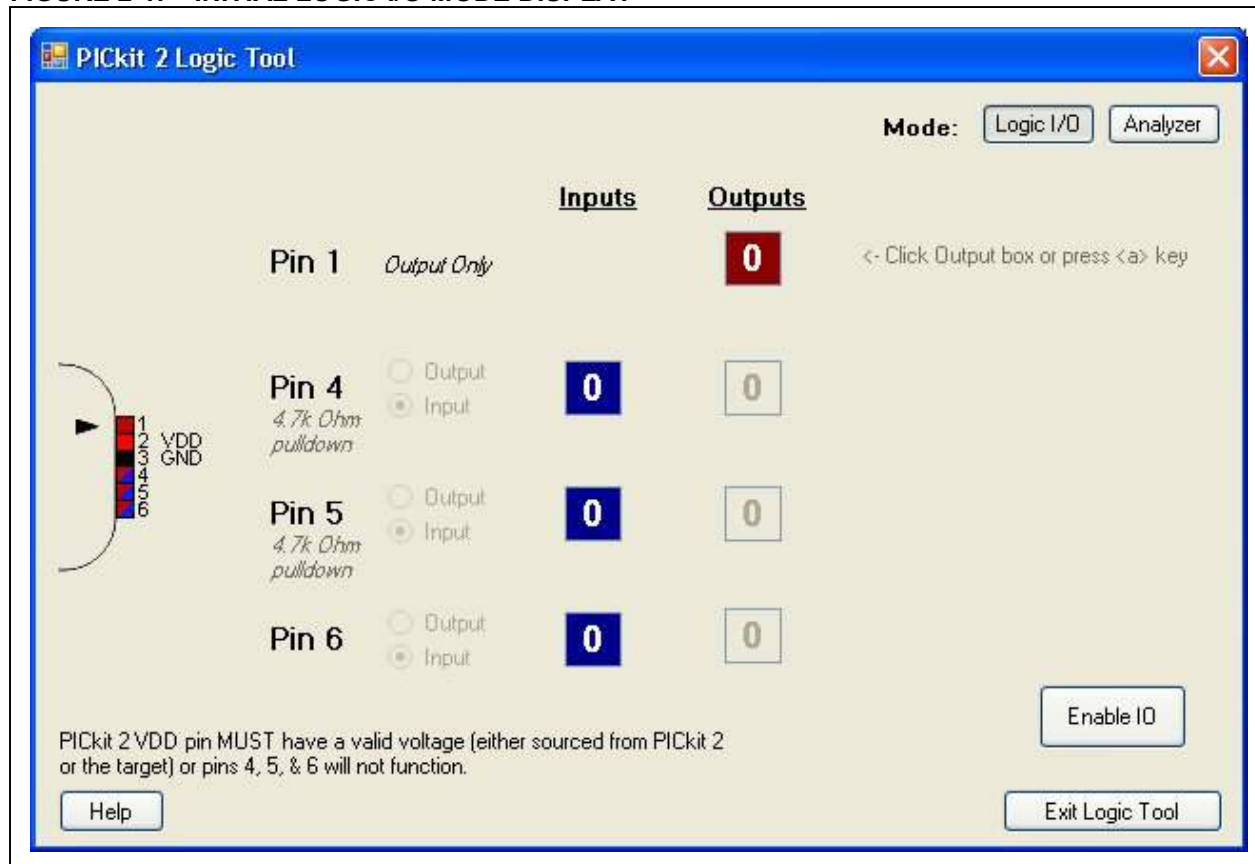 PICkit 2 Logic Tool
Mode: Logic I/O Analyzer
Inputs Outputs
Pin 1 Output Only 0 <- Click Output box or press <a> key
Pin 4 Output
Input 0 0
4.7k Ohm
pulldown
1
2 VDD
3 GND
4
5
6
Pin 5 Output
Input 0 0
4.7k Ohm
pulldown
Pin 6 Output
Input 0 0
Enable IO
PICkit 2 VDD pin MUST have a valid voltage (either sourced from PICkit 2
or the target) or pins 4, 5, & 6 will not function.
Help Exit Logic Tool